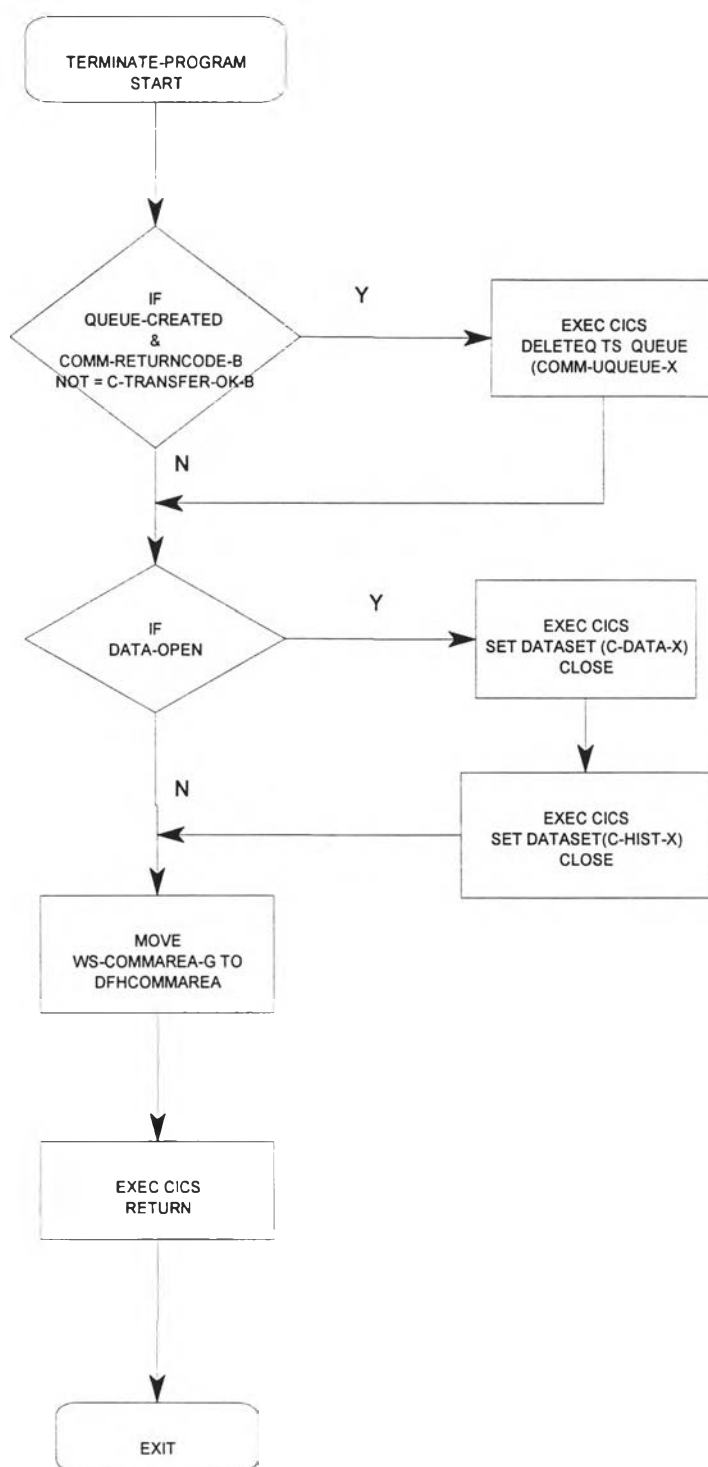 TERMINATE-PROGRAM
START
IF
QUEUE-CREATED
&
COMM-RETURNCODE-B
NOT = C-TRANSFER-OK-B
Y
EXEC CICS
DELETEQ TS QUEUE
(COMM-UQUEUE-X
N
IF
DATA-OPEN
Y
EXEC CICS
SET DATASET (C-DATA-X)
CLOSE
N
EXEC CICS
SET DATASET(C-HIST-X)
CLOSE
MOVE
WS-COMMAREA-G TO
DFHCOMMAREA
EXEC CICS
RETURN
EXIT